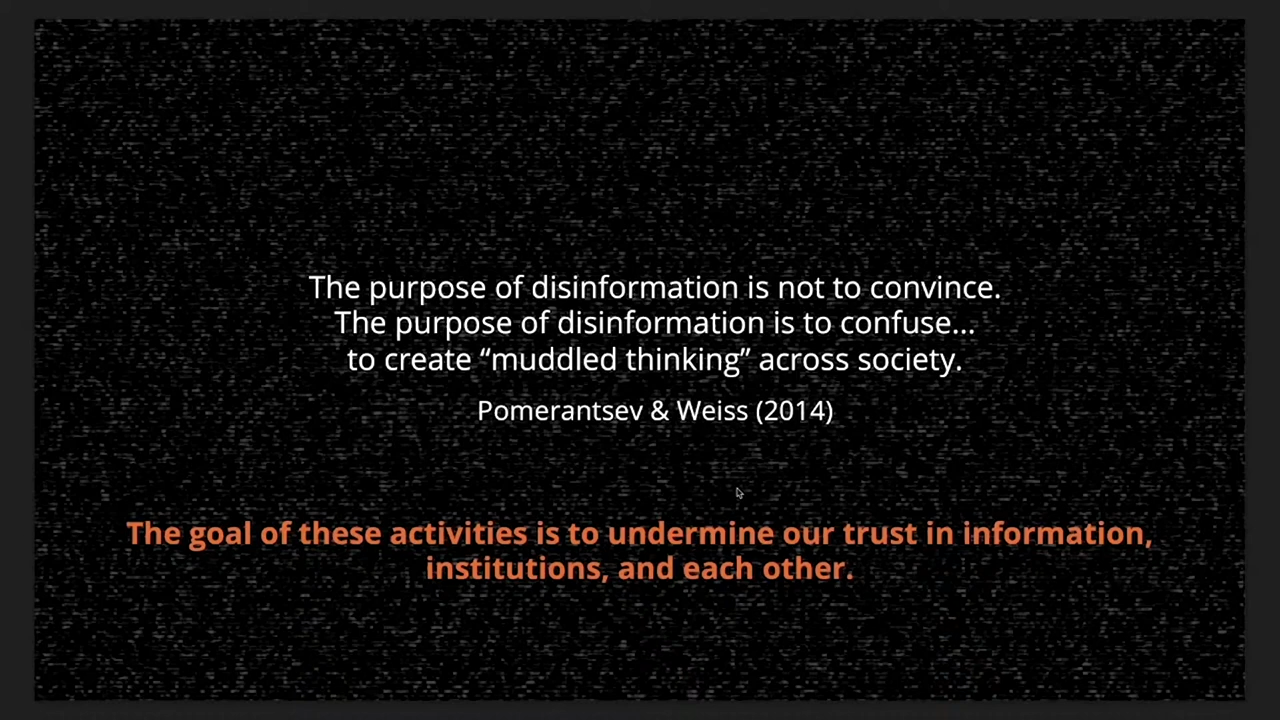 The purpose of disinformation is not to convince.
The purpose of disinformation is to confuse...
to create “muddled thinking” across society.
Pomerantsev & Weiss (2014)
The goal of these activities is to undermine our trust in information,
institutions, and each other.